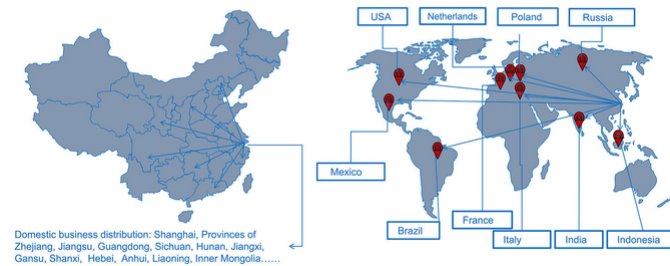 USA
Netherlands
Poland
Russia
Mexico
Brazil
France
Italy
India
Indonesia
Domestic business distribution: Shanghai, Provinces of
Zhejiang, Jiangsu, Guangdong, Sichuan, Hunan, Jiangxi,
Gansu, Shanxi, Hebei, Anhui, Liaoning, Inner Mongolia……